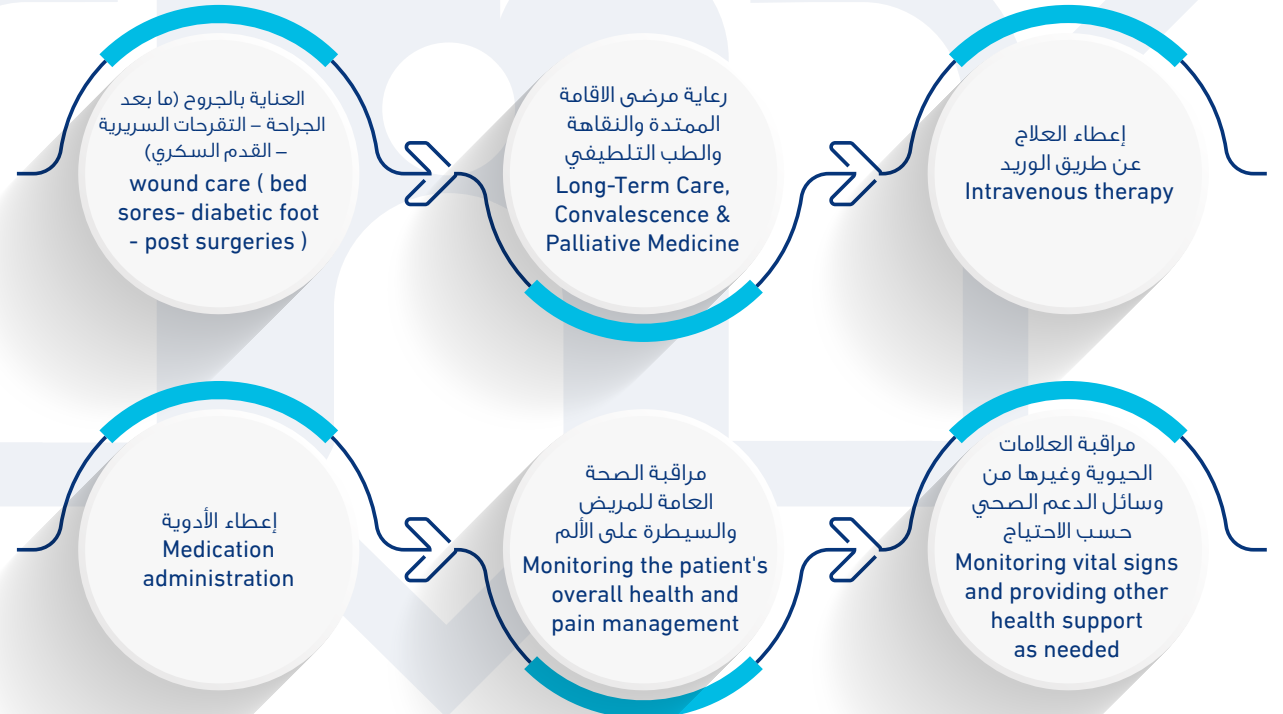 العناية بالجروح (ما بعد
الجراحة – التقرحات السريرية
– القدم السكري)
wound care ( bed
sores- diabetic foot
- post surgeries )
رعاية مرضى الاقامة
الممتدة والنقاهة
والطب التلطيفي
Long-Term Care,
Convalescence &
Palliative Medicine
إعطاء العلاج
عن طريق الوريد
Intravenous therapy
إعطاء الأدوية
Medication
administration
مراقبة الصحة
العامة للمريض
والسيطرة على الألم
Monitoring the patient's
overall health and
pain management
مراقبة العلامات
الحيوية وغيرها من
وسائل الدعم الصحي
حسب الاحتياج
Monitoring vital signs
and providing other
health support
as needed